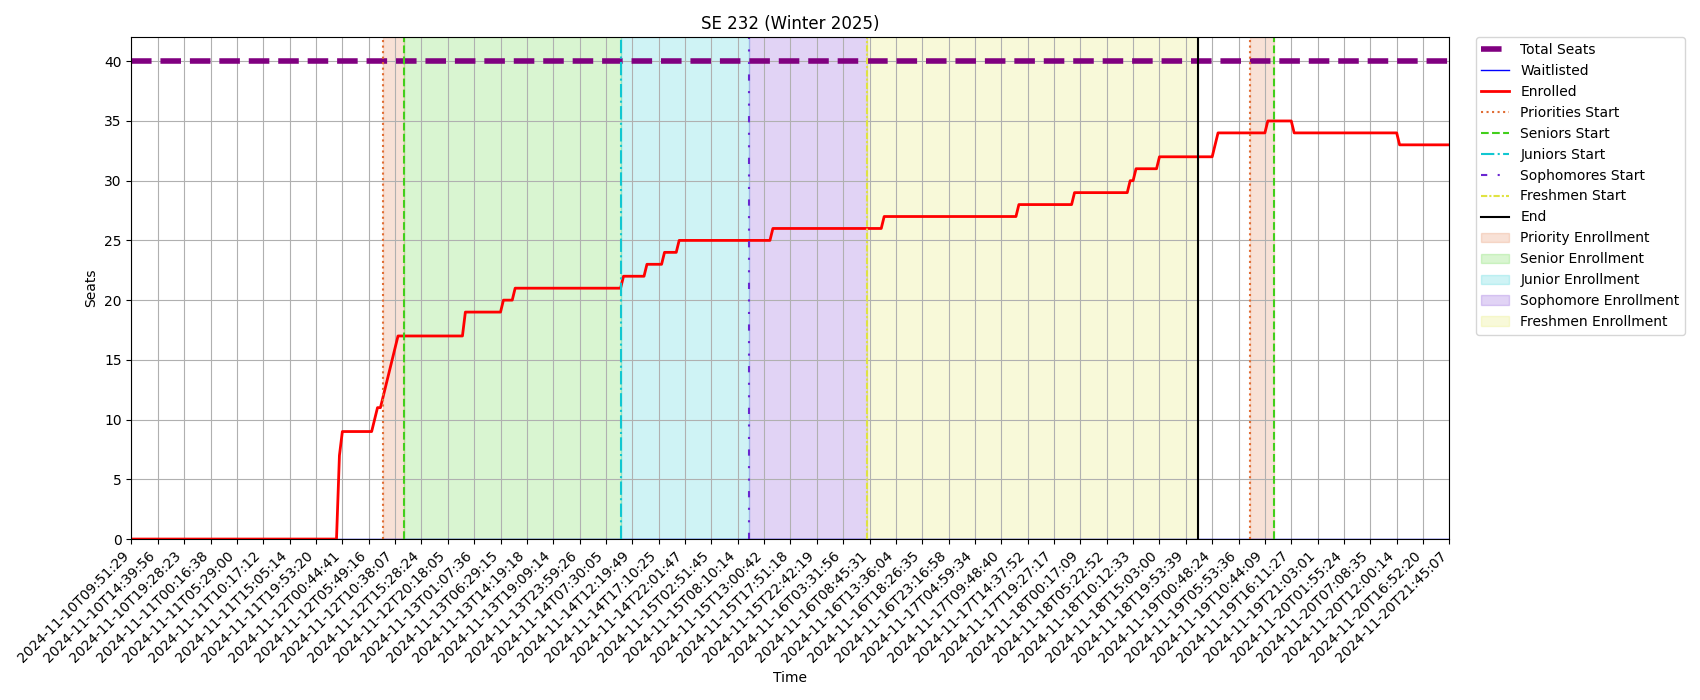 SE 232 (Winter 2025)
Seats
40
35
30
25
20
15
10
5
0
2024-11-10T09:51:29
2024-11-10T14:39:56
2024-11-10T19:28:23
2024-11-11T00:16:38
2024-11-11T05:29:00
2024-11-11T10:17:12
2024-11-11T15:05:14
2024-11-11T19:53:20
2024-11-12T00:44:41
2024-11-12T05:49:16
2024-11-12T10:38:07
2024-11-12T15:28:24
2024-11-12T20:18:05
2024-11-13T01:07:36
2024-11-13T06:29:15
2024-11-13T14:19:18
2024-11-13T19:09:14
2024-11-13T23:59:26
2024-11-14T07:30:05
2024-11-14T12:19:49
2024-11-14T17:10:25
2024-11-14T22:01:47
2024-11-15T02:51:45
2024-11-15T08:10:14
2024-11-15T13:00:42
2024-11-15T17:51:18
2024-11-15T22:42:19
2024-11-16T03:31:56
2024-11-16T08:45:31
2024-11-16T13:36:04
2024-11-16T18:26:35
2024-11-16T23:16:58
2024-11-17T04:59:34
2024-11-17T09:48:40
2024-11-17T14:37:52
2024-11-17T19:27:17
2024-11-18T00:17:09
2024-11-18T05:22:52
2024-11-18T10:12:33
2024-11-18T15:03:00
2024-11-18T19:53:39
2024-11-19T00:48:24
2024-11-19T05:53:36
2024-11-19T10:44:09
2024-11-19T16:11:27
2024-11-19T21:03:01
2024-11-20T01:55:24
2024-11-20T07:08:35
2024-11-20T12:00:14
2024-11-20T16:52:20
2024-11-20T21:45:07
Time
Total Seats
Waitlisted
Enrolled
Priorities Start
Seniors Start
Juniors Start
Sophomores Start
Freshmen Start
End
Priority Enrollment
Senior Enrollment
Junior Enrollment
Sophomore Enrollment
Freshmen Enrollment